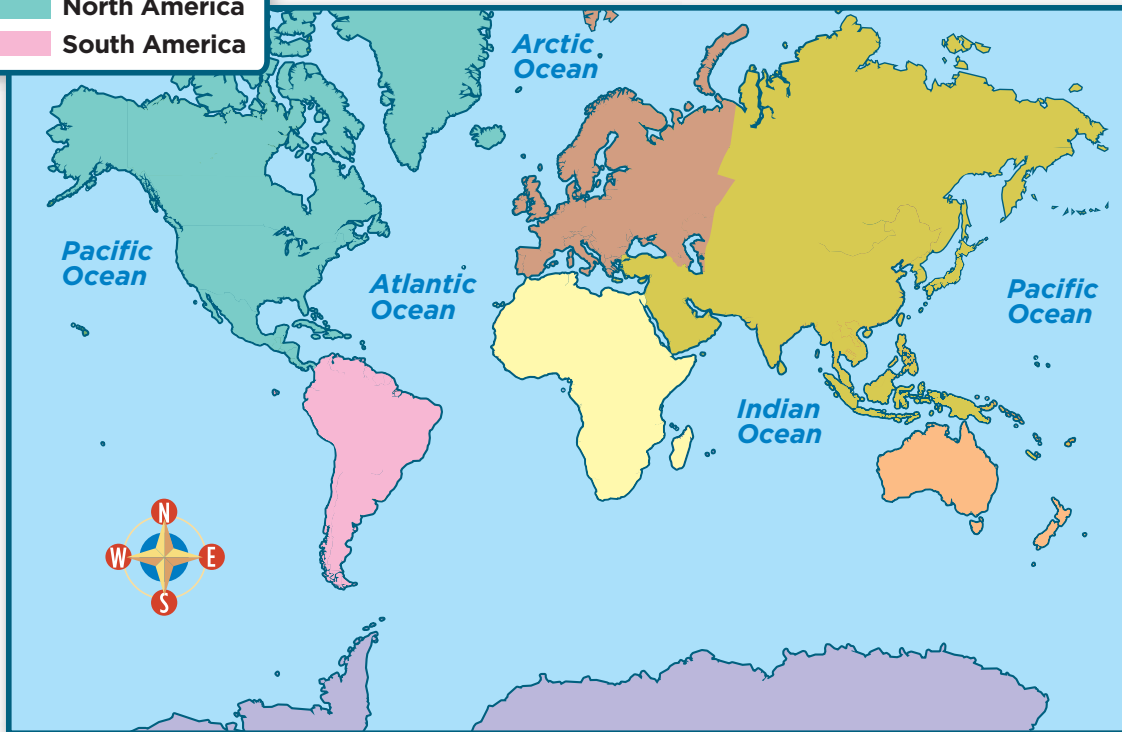 North America
South America
Arctic
Ocean
Pacific
Ocean
Atlantic
Ocean
Pacific
Ocean
Indian
Ocean
N
W
E
S